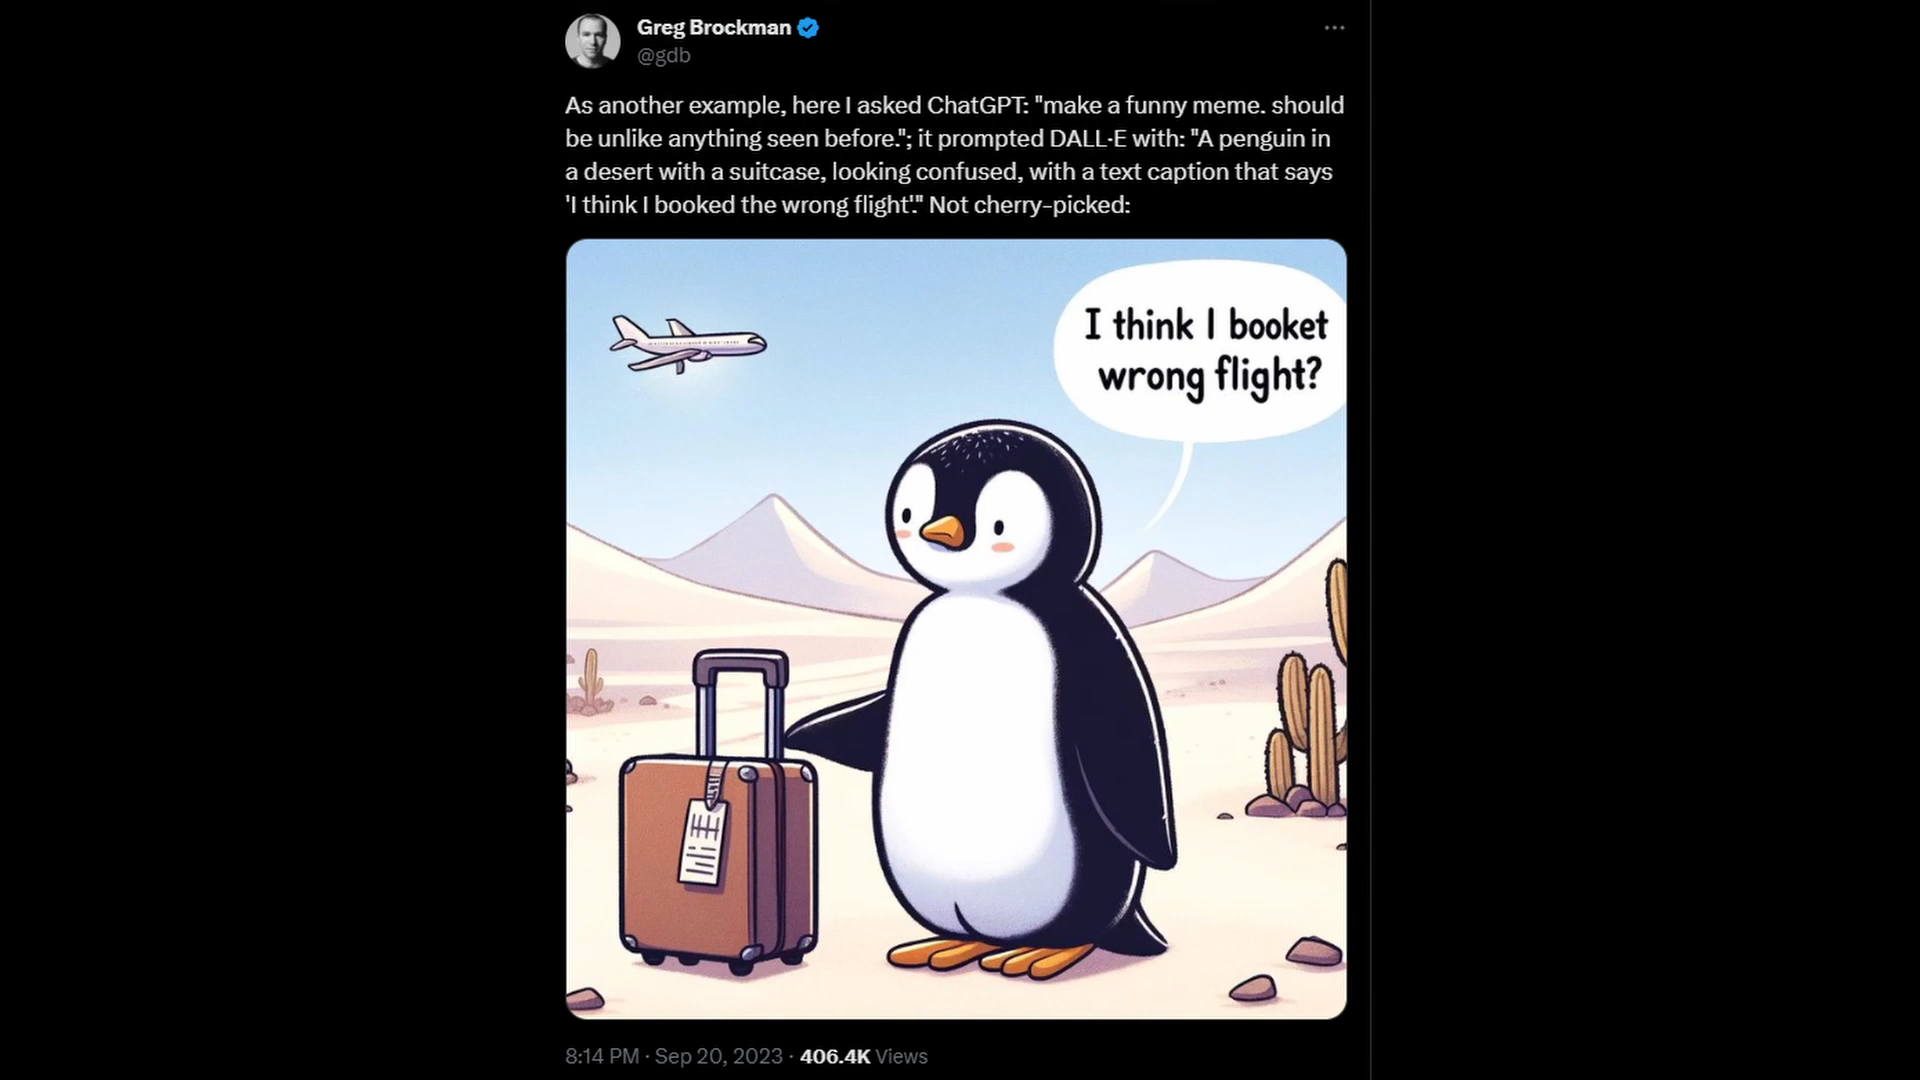 Greg Brockman
@gdb
As another example, here I asked ChatGPT: "make a funny meme. should
be unlike anything seen before."; it prompted DALL·E with: "A penguin in
a desert with a suitcase, looking confused, with a text caption that says
'I think I booked the wrong flight'." Not cherry-picked:
I think I booket
wrong flight?
8:14 PM · Sep 20, 2023 · 406.4K Views